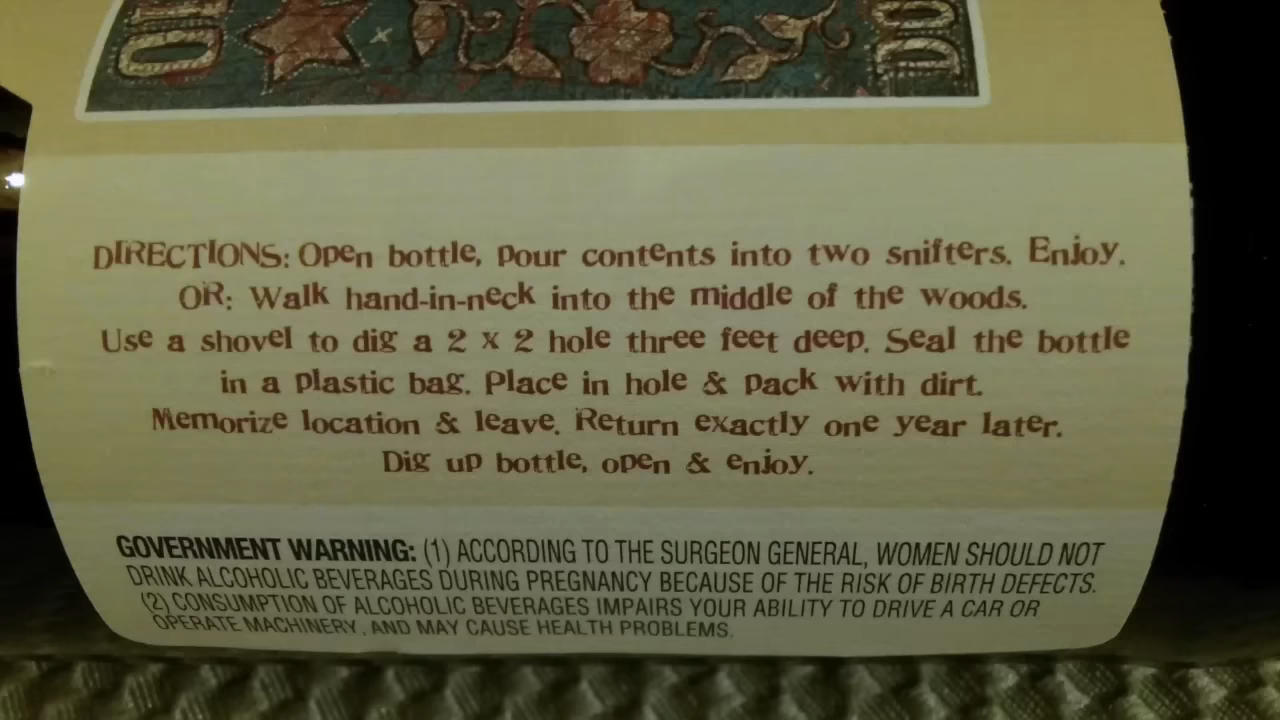 DIRECTIONS: Open bottle, Pour contents into two snifters. Enjoy.
OR: Walk hand-in-neck into the middle of the woods.
Use a shovel to dig a 2 x 2 hole three feet deep. Seal the bottle
in a plastic bag. Place in hole & pack with dirt.
Memorize location & leave. Return exactly one year later.
Dig up bottle, open & enjoy.
GOVERNMENT WARNING: (1) ACCORDING TO THE SURGEON GENERAL, WOMEN SHOULD NOT
DRINK ALCOHOLIC BEVERAGES DURING PREGNANCY BECAUSE OF THE RISK OF BIRTH DEFECTS.
(2) CONSUMPTION OF ALCOHOLIC BEVERAGES IMPAIRS YOUR ABILITY TO DRIVE A CAR OR
OPERATE MACHINERY, AND MAY CAUSE HEALTH PROBLEMS.